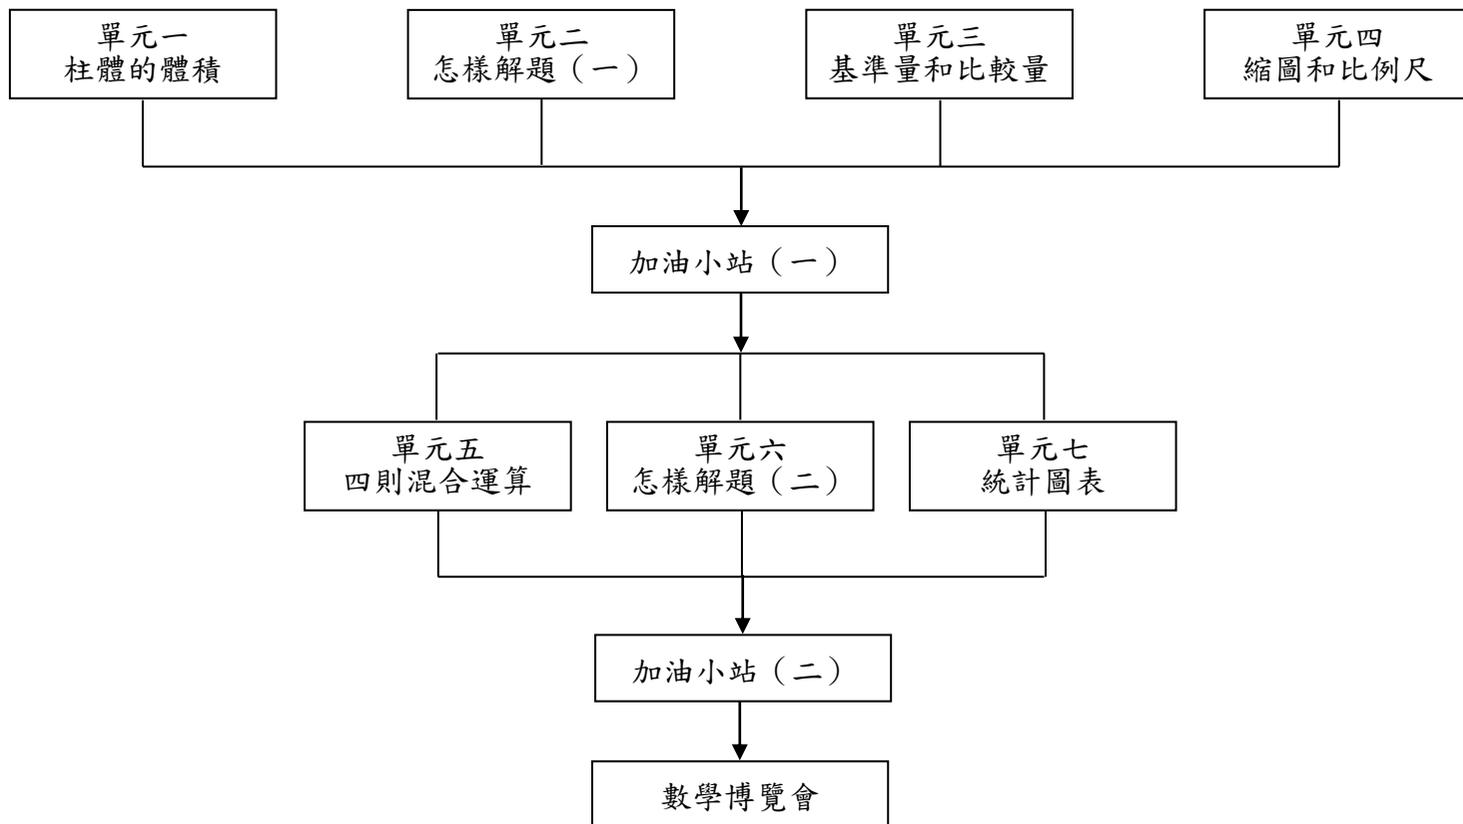 單元一
柱體的體積
單元二
怎樣解題（一）
單元三
基準量和比較量
單元四
縮圖和比例尺
加油小站（一）
單元五
四則混合運算
單元六
怎樣解題（二）
單元七
統計圖表
加油小站（二）
數學博覽會